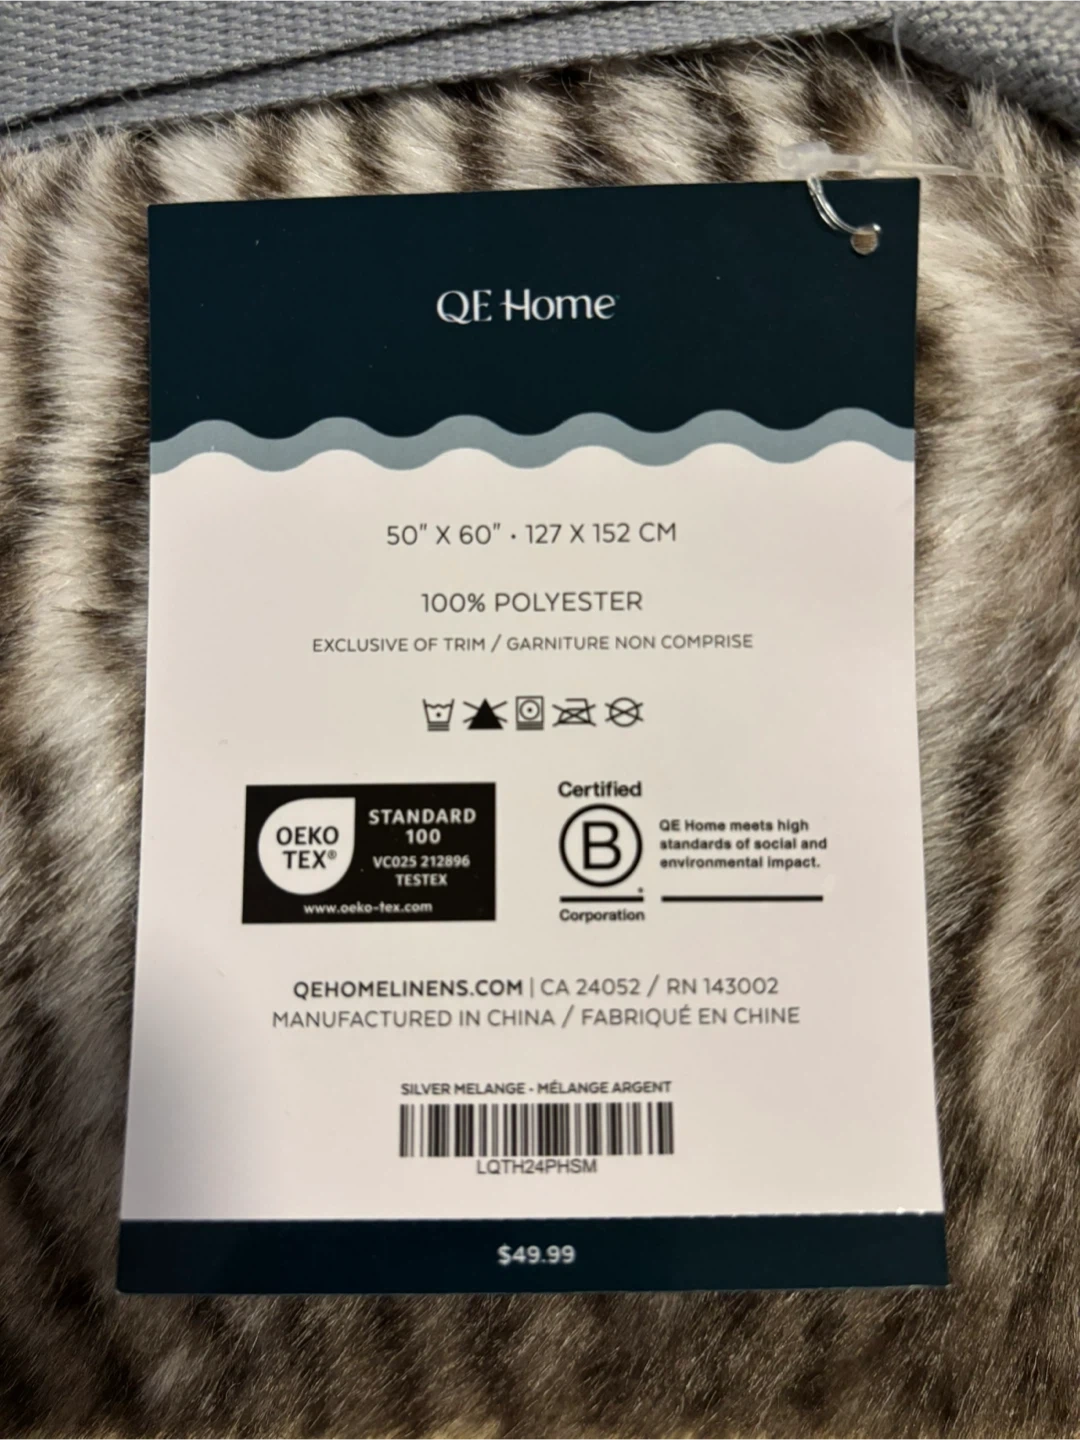 QE Home
50" X 60" · 127 X 152 CM
100% POLYESTER
EXCLUSIVE OF TRIM / GARNITURE NON COMPRISE
OEKO
TEX®
STANDARD
100
VC025 212896
TESTEX
www.oeko-tex.com
Certified
B
Corporation
QE Home meets high
standards of social and
environmental impact.
QEHOMELINENS.COM | CA 24052 / RN 143002
MANUFACTURED IN CHINA / FABRIQUÉ EN CHINE
SILVER MELANGE - MÉLANGE ARGENT
LQTH24PHSM
$49.99